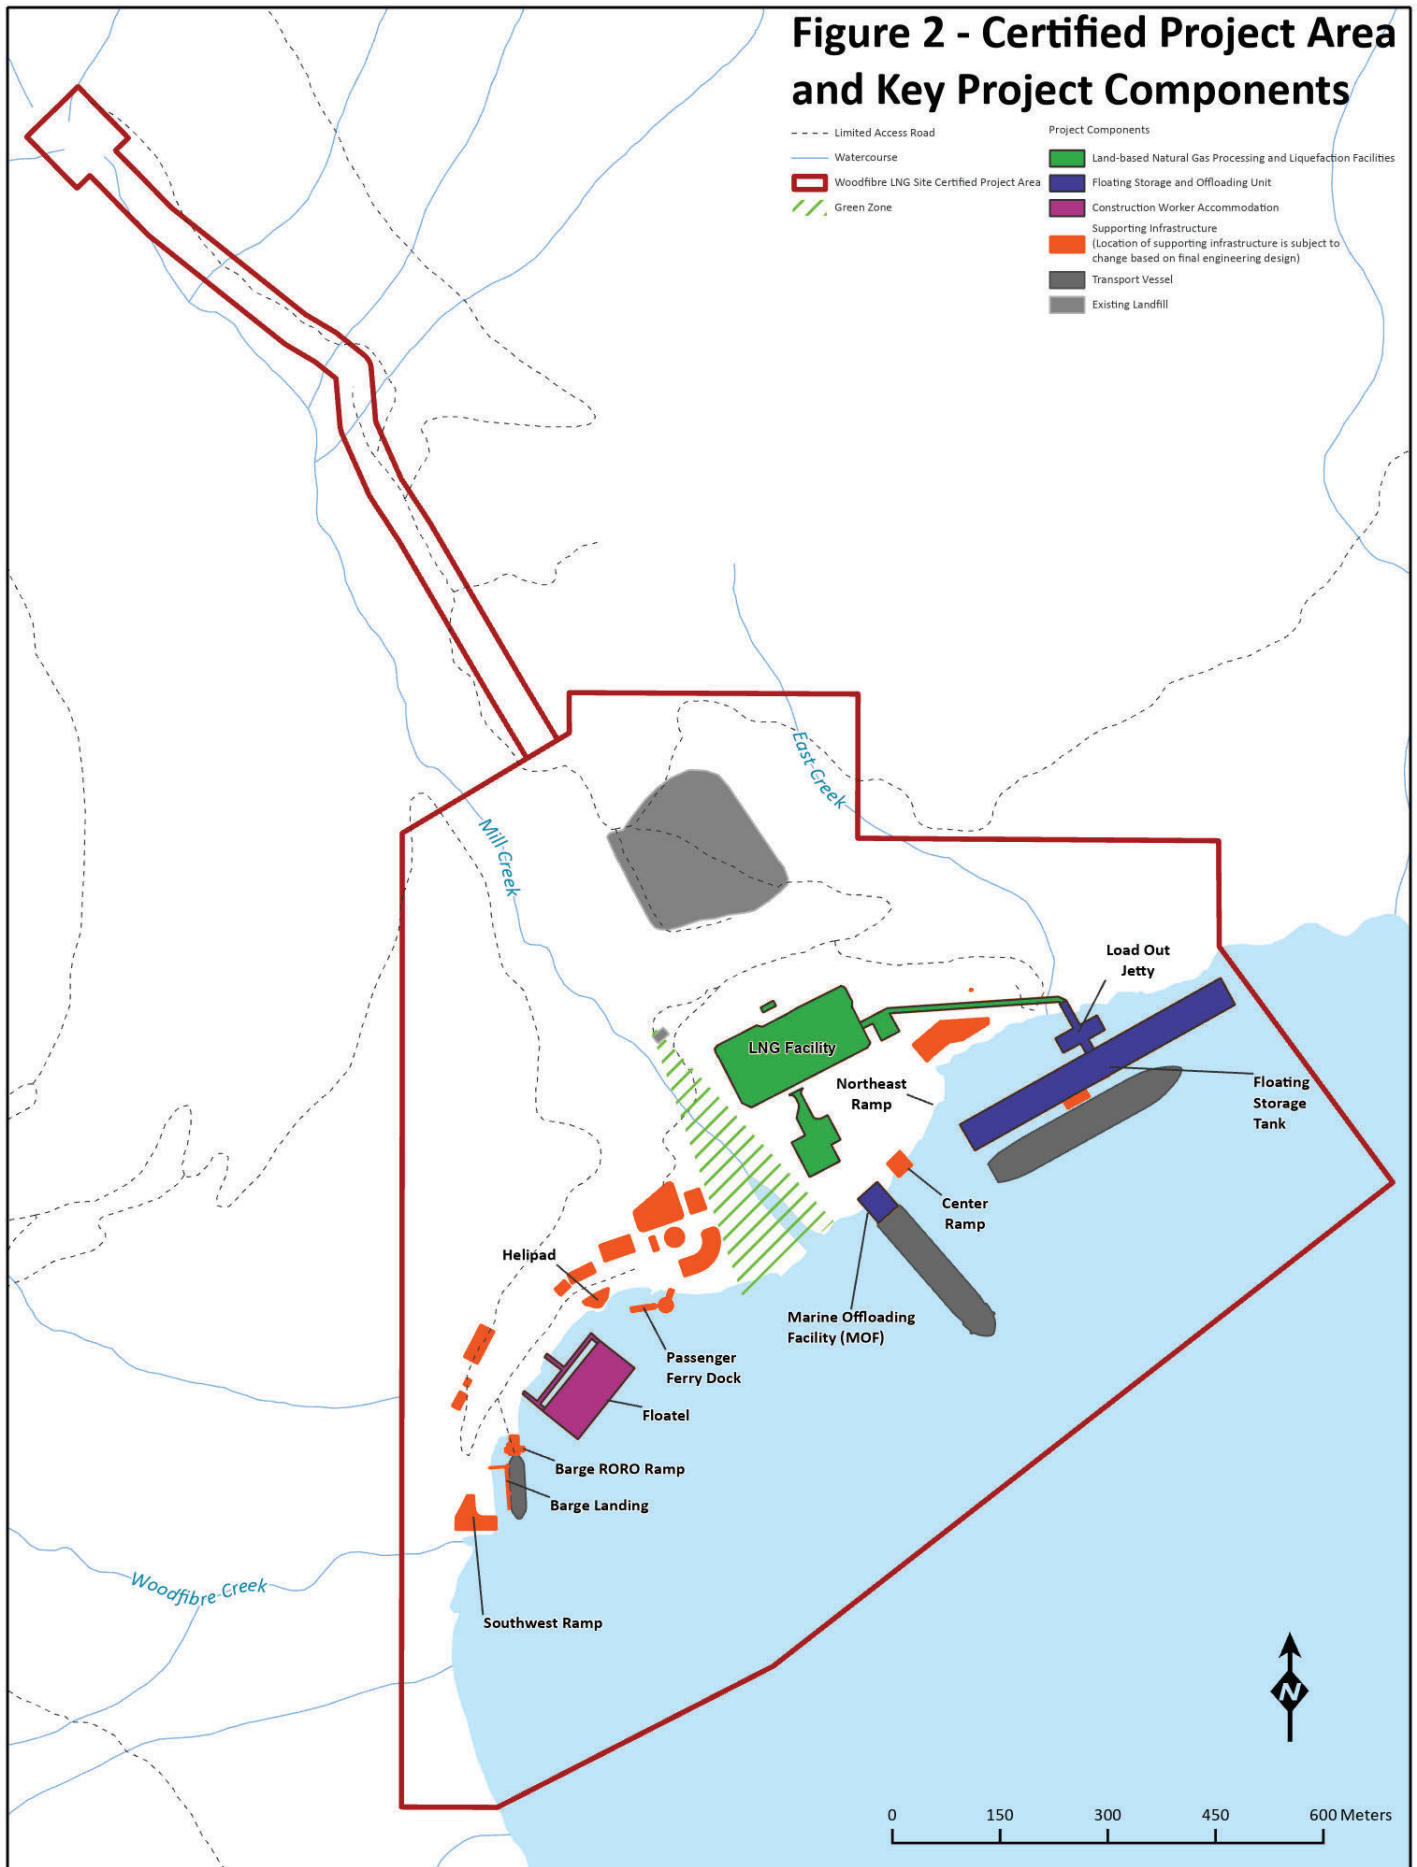 Figure 2 - Certified Project Area
and Key Project Components
Limited Access Road
Watercourse
Woodfibre LNG Site Certified Project Area
Green Zone
Project Components
Land-based Natural Gas Processing and Liquefaction Facilities
Floating Storage and Offloading Unit
Construction Worker Accommodation
Supporting Infrastructure
(Location of supporting infrastructure is subject to
change based on final engineering design)
Transport Vessel
Existing Landfill
East Creek
Mill Creek
Load Out
Jetty
LNG Facility
Northeast
Ramp
Floating
Storage
Tank
Center
Ramp
Helipad
Marine Offloading
Facility (MOF)
Passenger
Ferry Dock
Floatel
Barge RORO Ramp
Barge Landing
Woodfibre Creek
Southwest Ramp
N
0 150 300 450 600 Meters